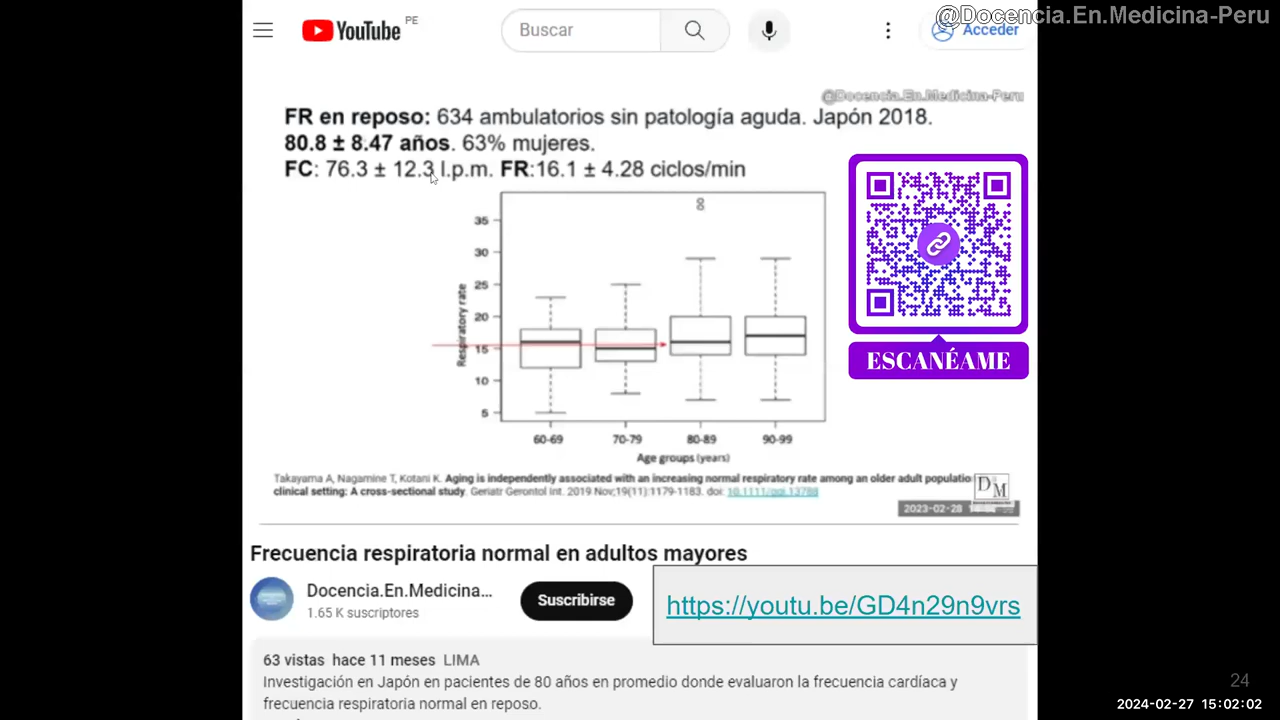 @Docencia.En.Medicina-Peru
YouTube PE
Buscar
Acceder
@Docencia.En.Medicina-Peru
FR en reposo: 634 ambulatorios sin patología aguda. Japón 2018.
80.8 ± 8.47 años. 63% mujeres.
FC: 76.3 ± 12.3 l.p.m. FR:16.1 ± 4.28 ciclos/min
35
30
25
20
15
10
5
Respiratory rate
60-69 70-79 80-89 90-99
Age groups (years)
ESCANÉAME
Takayama A, Nagamine T, Kotani K. Aging is independently associated with an increasing normal respiratory rate among an older adult populatio
clinical setting: A cross-sectional study. Geriatr Gerontol Int. 2019 Nov;19(11):1179-1183. doi: 10.1111/ggi.13788
D M
2023-02-28
Frecuencia respiratoria normal en adultos mayores
Docencia.En.Medicina...
1.65 K suscriptores
Suscribirse
https://youtu.be/GD4n29n9vrs
63 vistas hace 11 meses LIMA
Investigación en Japón en pacientes de 80 años en promedio donde evaluaron la frecuencia cardíaca y
frecuencia respiratoria normal en reposo.
24
2024-02-27 15:02:02